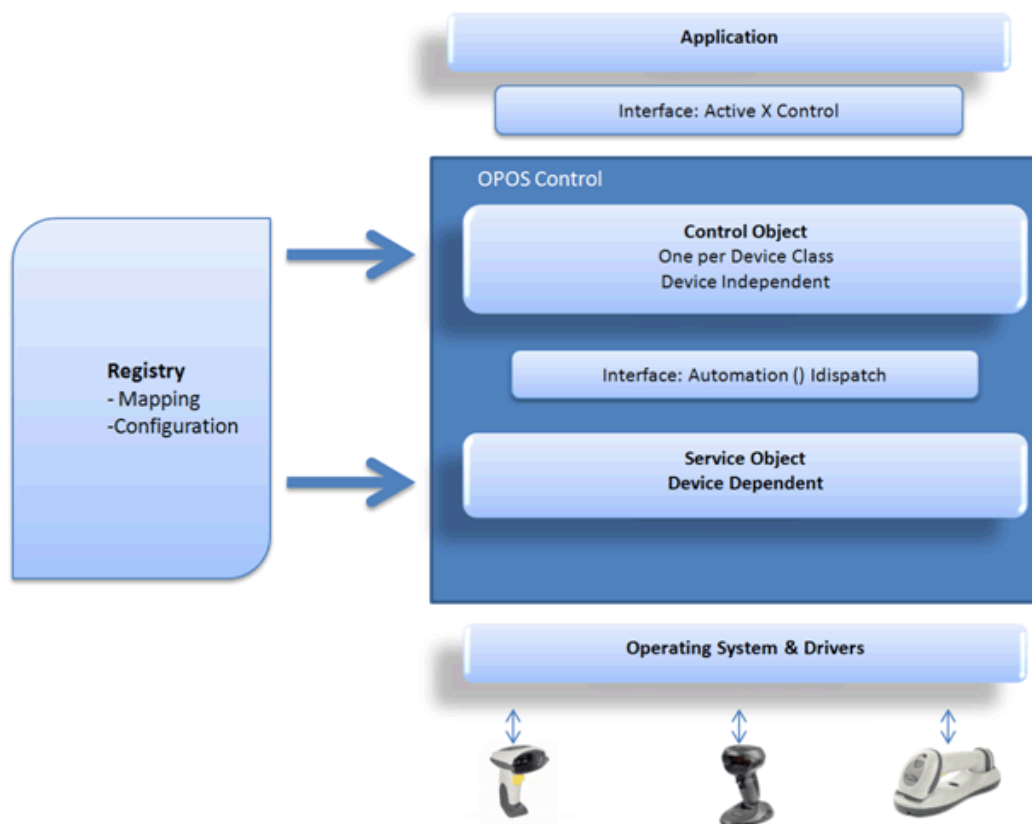 Application
Interface: Active X Control
OPOS Control
Control Object
One per Device Class
Device Independent
Registry
- Mapping
-Configuration
Interface: Automation () Idispatch
Service Object
Device Dependent
Operating System & Drivers